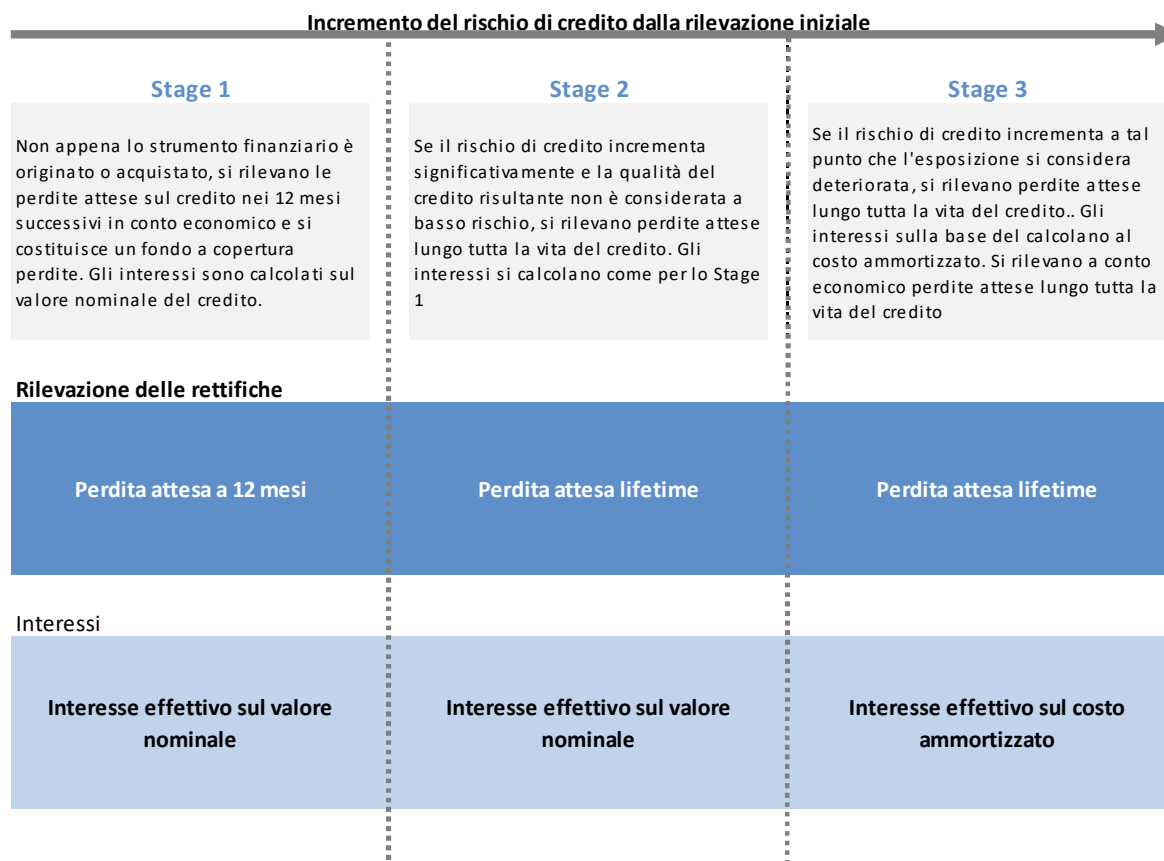 Incremento del rischio di credito dalla rilevazione iniziale
Stage 1
Non appena lo strumento finanziario è
originato o acquistato, si rilevano le
perdite attese sul credito nei 12 mesi
successivi in conto economico e si
costituisce un fondo a copertura
perdite. Gli interessi sono calcolati sul
valore nominale del credito.
Stage 2
Se il rischio di credito incrementa
significativamente e la qualità del
credito risultante non è considerata a
basso rischio, si rilevano perdite attese
lungo tutta la vita del credito. Gli
interessi si calcolano come per lo Stage
1
Stage 3
Se il rischio di credito incrementa a tal
punto che l'esposizione si considera
deteriorata, si rilevano perdite attese
lungo tutta la vita del credito.. Gli
interessi sulla base del calcolano al
costo ammortizzato. Si rilevano a conto
economico perdite attese lungo tutta la
vita del credito
Rilevazione delle rettifiche
Perdita attesa a 12 mesi
Perdita attesa lifetime
Perdita attesa lifetime
Interessi
Interesse effettivo sul valore
nominale
Interesse effettivo sul valore
nominale
Interesse effettivo sul costo
ammortizzato